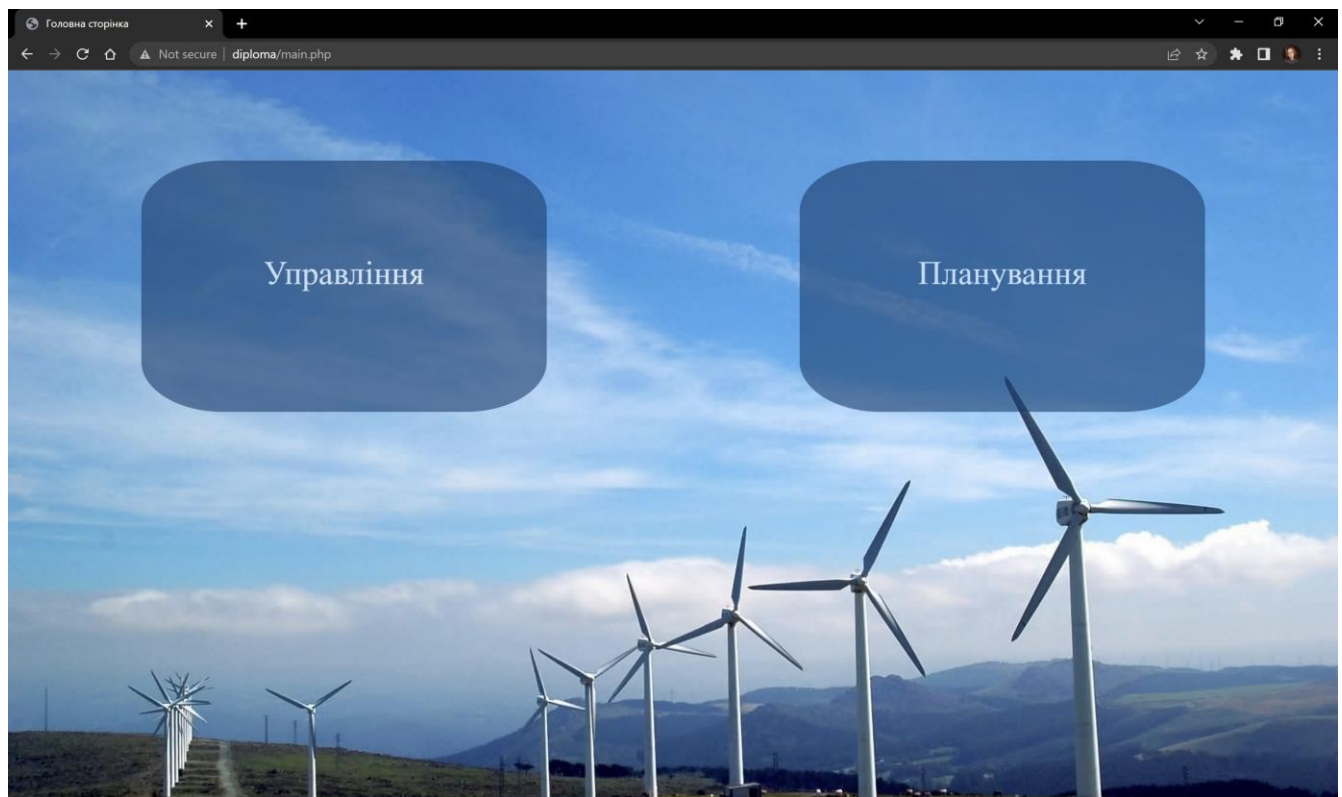 Головна сторінка
Not secure | diploma/main.php
Управління
Планування